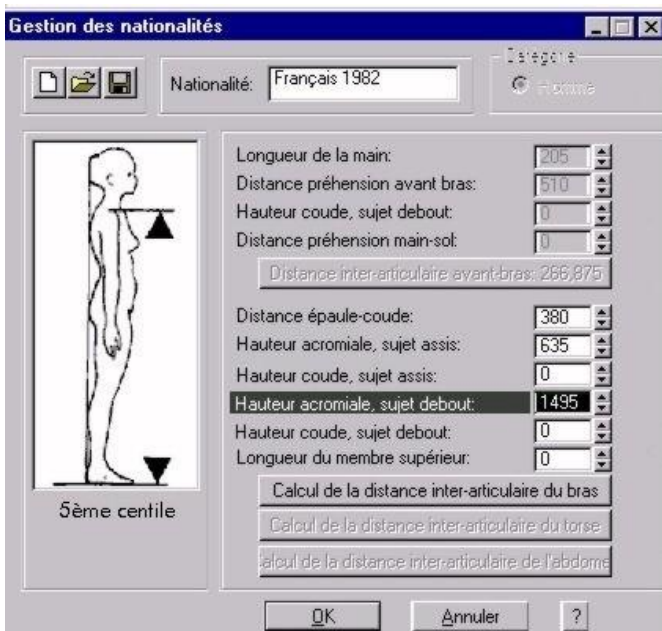 Gestion des nationalités
Nationalité: Français 1982
Catégorie
Homme
Longueur de la main: 205
Distance préhension avant bras: 510
Hauteur coude, sujet debout: 0
Distance préhension main-sol: 0
Distance inter-articulaire avant-bras: 266,875
Distance épaule-coude: 380
Hauteur acromiale, sujet assis: 635
Hauteur coude, sujet assis: 0
Hauteur acromiale, sujet debout: 1495
Hauteur coude, sujet debout: 0
Longueur du membre supérieur: 0
5ème centile
Calcul de la distance inter-articulaire du bras
Calcul de la distance inter-articulaire du torse
alcul de la distance inter-articulaire de l'abdome
OK Annuler ?